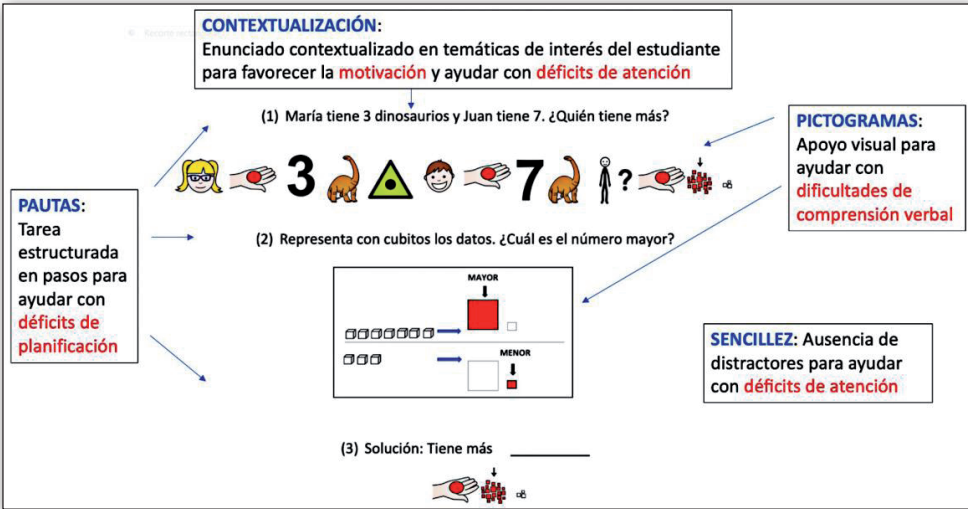 CONTEXTUALIZACIÓN:
Enunciado contextualizado en temáticas de interés del estudiante
para favorecer la motivación y ayudar con déficits de atención
(1) María tiene 3 dinosaurios y Juan tiene 7. ¿Quién tiene más?
3
7
?
PICTOGRAMAS:
Apoyo visual para
ayudar con
dificultades de
comprensión verbal
PAUTAS:
Tarea
estructurada
en pasos para
ayudar con
déficits de
planificación
(2) Representa con cubitos los datos. ¿Cuál es el número mayor?
MAYOR
MENOR
SENCILLEZ: Ausencia de
distractores para ayudar
con déficits de atención
(3) Solución: Tiene más